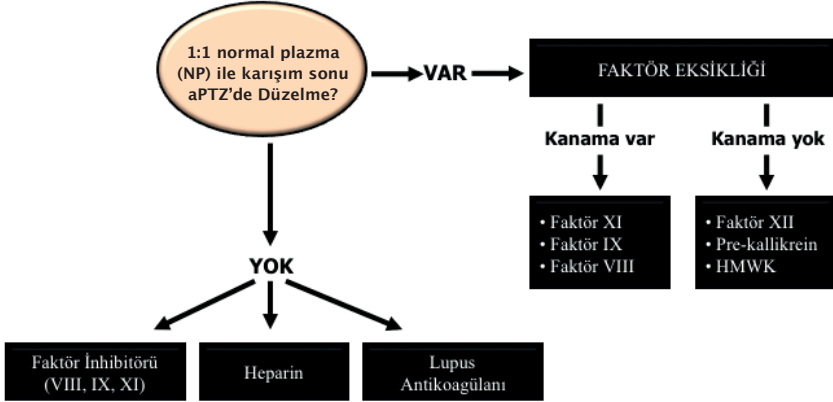 1:1 normal plazma
(NP) ile karışım sonu
aPTZ'de Düzelme?
VAR
FAKTÖR EKSİKLİĞİ
Kanama var
Kanama yok
• Faktör XI
• Faktör IX
• Faktör VIII
• Faktör XII
• Pre-kallikrein
• HMWK
YOK
Faktör İnhibitörü
(VIII, IX, XI)
Heparin
Lupus
Antikoagülanı